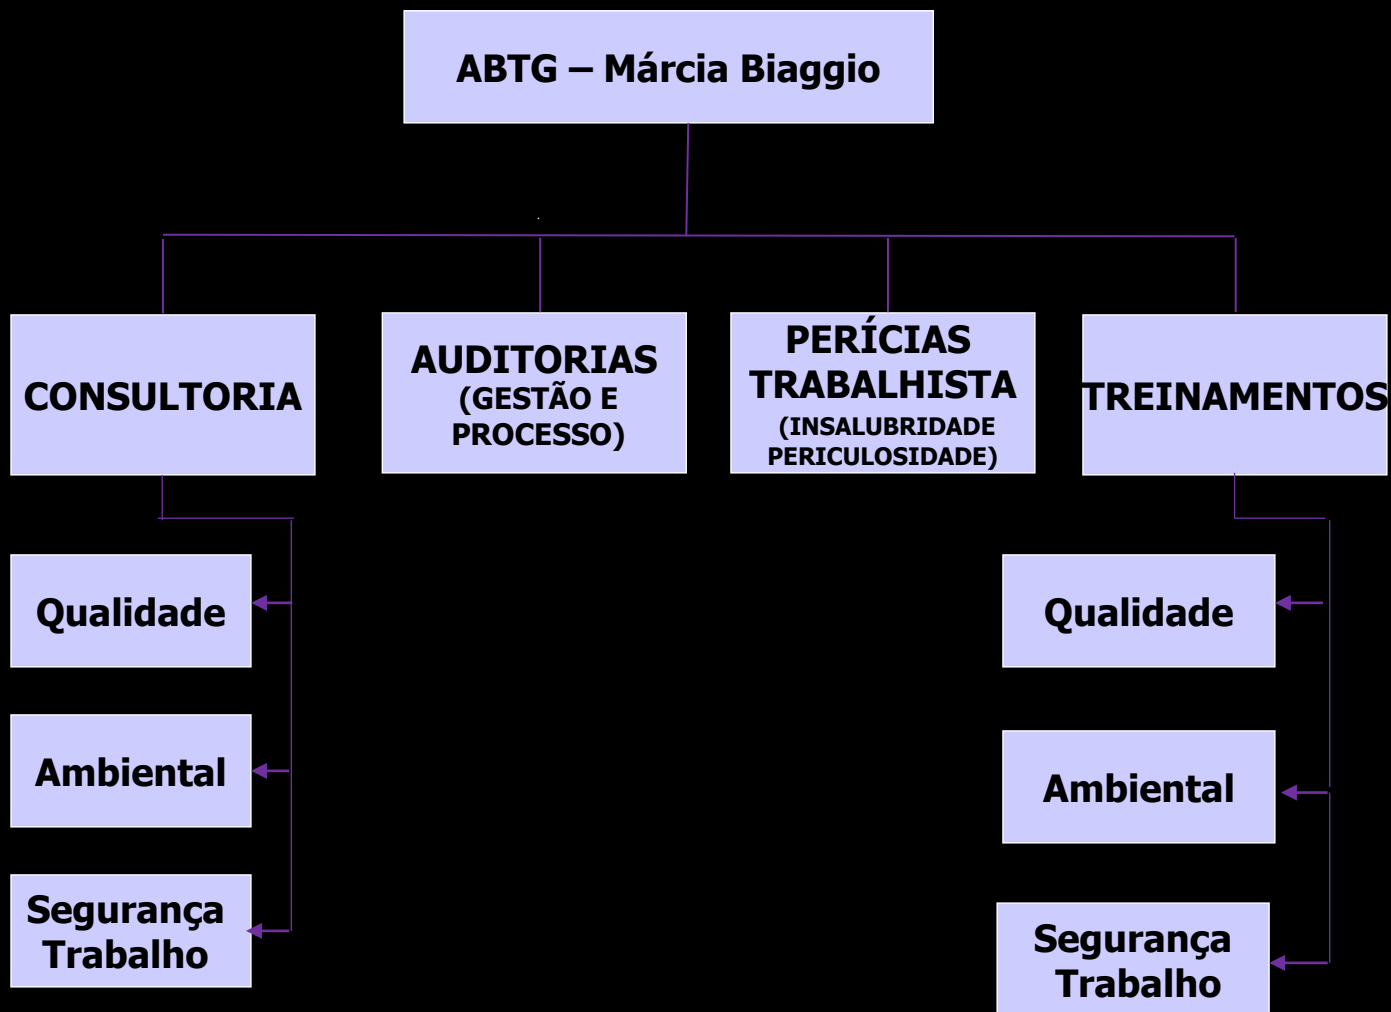 ABTG – Márcia Biaggio
CONSULTORIA
AUDITORIAS
(GESTÃO E
PROCESSO)
PERÍCIAS
TRABALHISTA
(INSALUBRIDADE
PERICULOSIDADE)
TREINAMENTOS
Qualidade
Ambiental
Segurança
Trabalho
Qualidade
Ambiental
Segurança
Trabalho